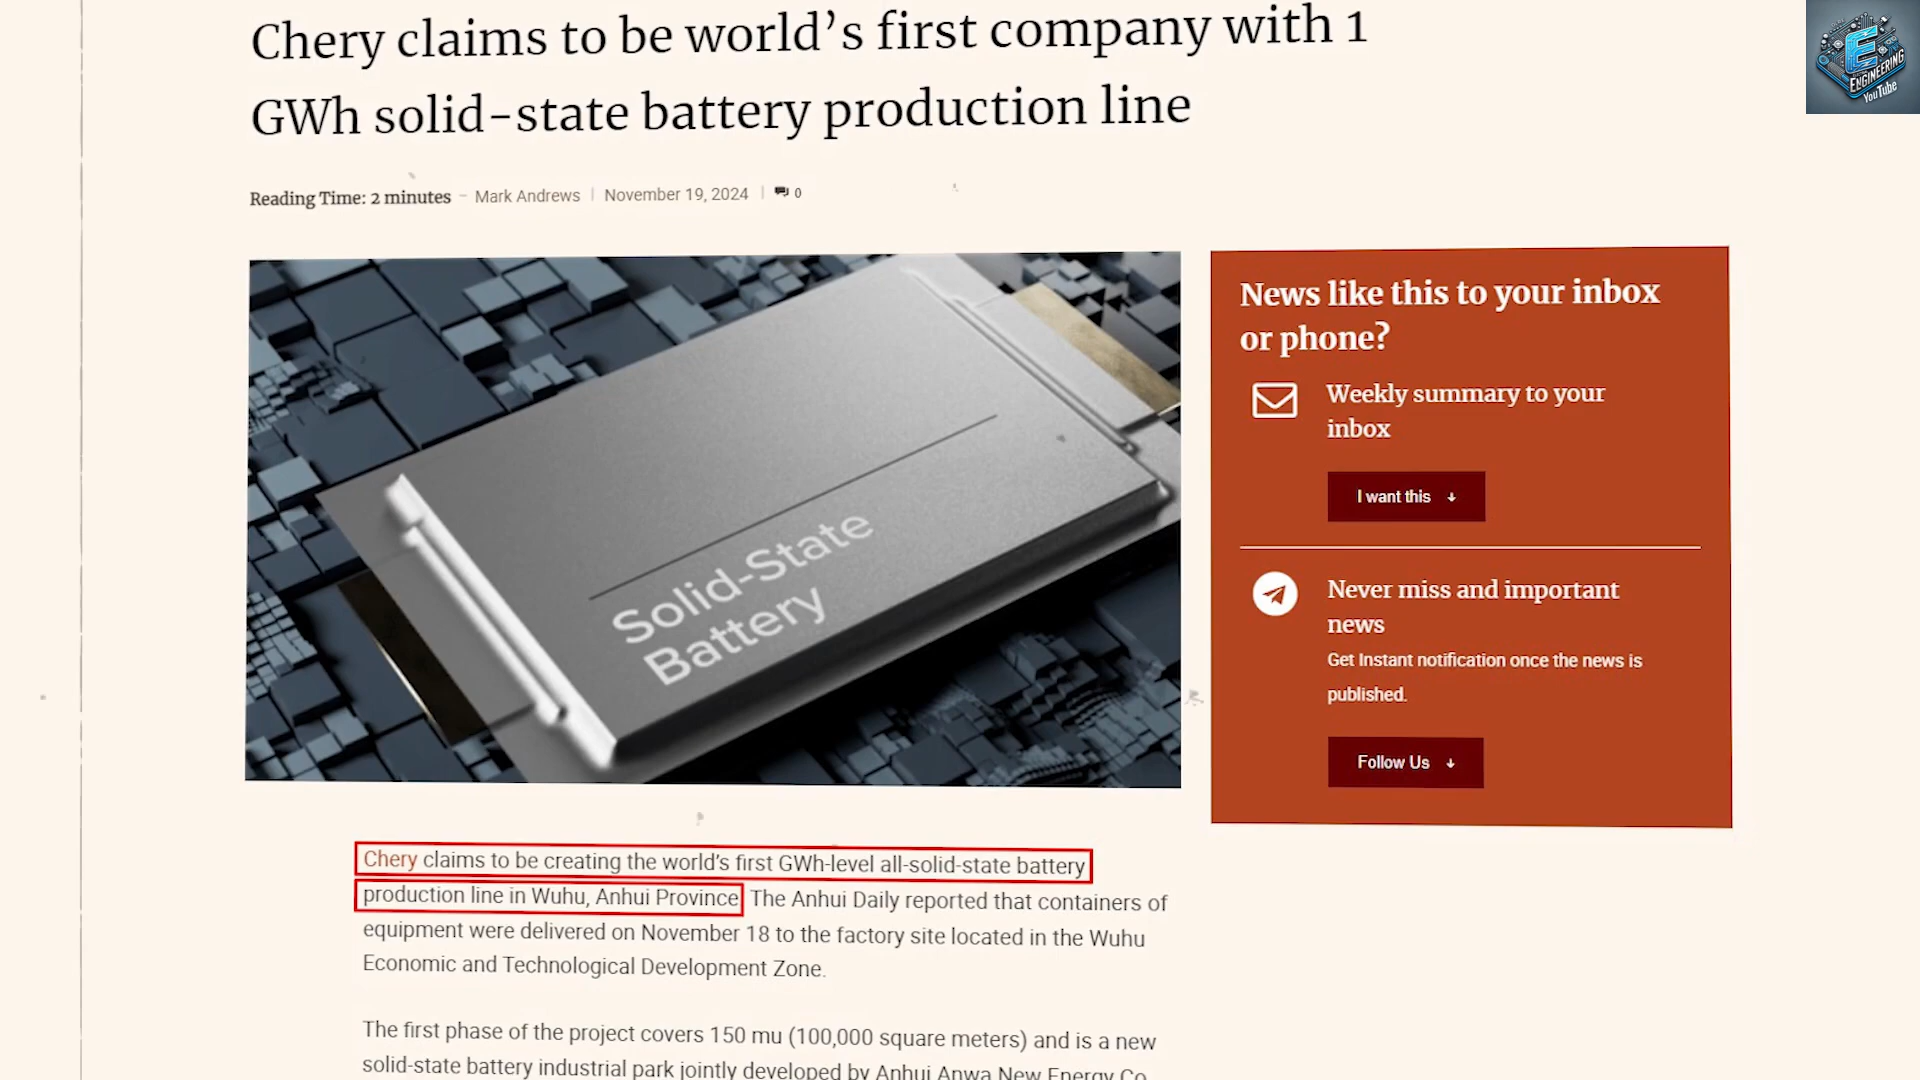 Chery claims to be world's first company with 1
GWh solid-state battery production line
Reading Time: 2 minutes – Mark Andrews | November 19, 2024 | 0
E
ENGINEERING
YouTube
Solid-State
Battery
News like this to your inbox
or phone?
Weekly summary to your
inbox
I want this ↓
Never miss and important
news
Get Instant notification once the news is
published.
Follow Us ↓
Chery claims to be creating the world's first GWh-level all-solid-state battery
production line in Wuhu, Anhui Province The Anhui Daily reported that containers of
equipment were delivered on November 18 to the factory site located in the Wuhu
Economic and Technological Development Zone.
The first phase of the project covers 150 mu (100,000 square meters) and is a new
solid-state battery industrial park jointly developed by Anhui Anwa New Energy Co